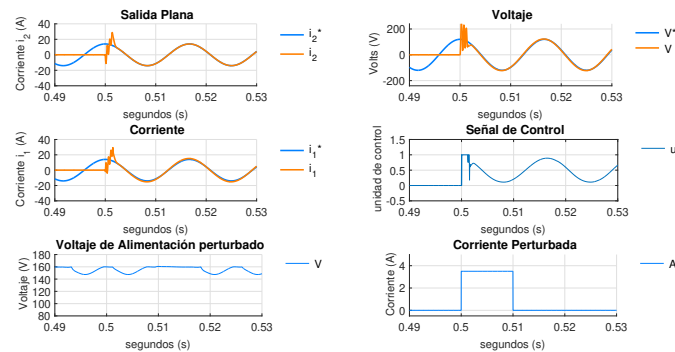 Salida Plana
Corriente i2 (A)
40
20
0
-20
-40
0.49
0.5
0.51
0.52
0.53
segundos (s)
i2*
i2
Voltaje
Volts (V)
200
0
-200
0.49
0.5
0.51
0.52
0.53
segundos (s)
V*
V
Corriente
Corriente i1 (A)
40
20
0
-20
-40
0.49
0.5
0.51
0.52
0.53
segundos (s)
i1*
i1
Señal de Control
unidad de control
1.5
1
0.5
0
-0.5
0.49
0.5
0.51
0.52
0.53
segundos (s)
u
Voltaje de Alimentación perturbado
Voltaje (V)
180
160
140
120
100
80
0.49
0.5
0.51
0.52
0.53
segundos (s)
V
Corriente Perturbada
Corriente (A)
4
2
0
0.49
0.5
0.51
0.52
0.53
segundos (s)
A